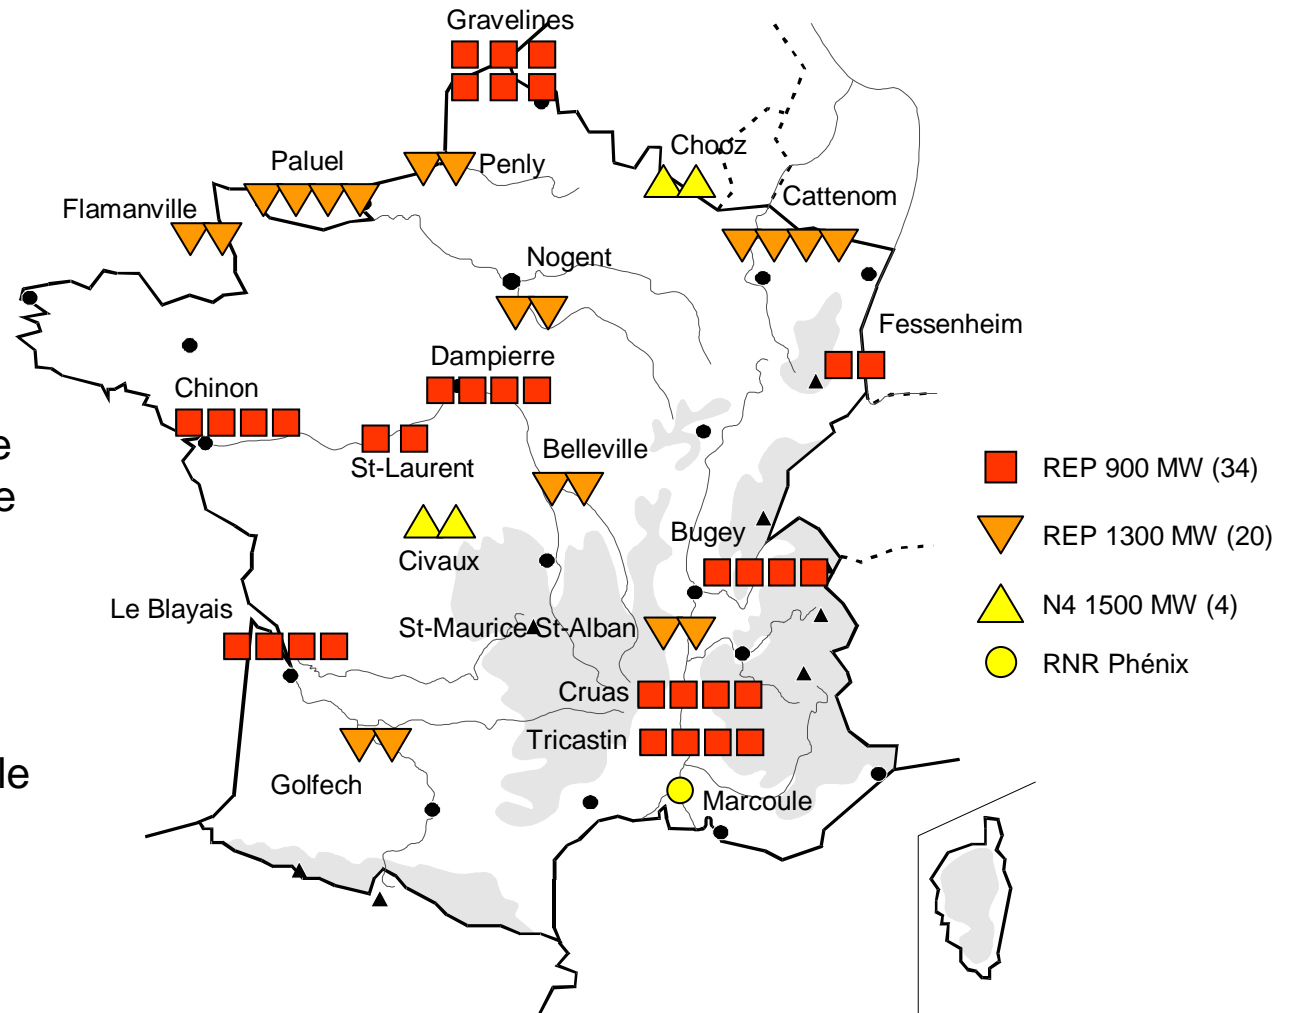 Gravelines
Chooz
Paluel
Penly
Cattenom
Flamanville
Nogent
Fessenheim
Dampierre
Chinon
e
Belleville
St-Laurent
REP 900 MW (34)
e
REP 1300 MW (20)
Bugey
Civaux
N4 1500 MW (4)
Le Blayais
St-Maurice St-Alban
RNR Phénix
Cruas
Tricastin
le
Golfech
Marcoule